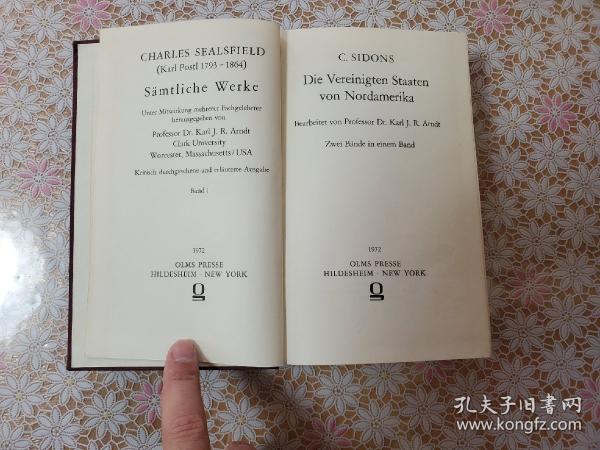 CHARLES SEALSFIELD
(Karl Postl 1793–1864)
Sämtliche Werke
Unter Mitwirkung mehrerer Fachgelehrter
herausgegeben von
Professor Dr. Karl J. R. Arndt
Clark University
Worcester, Massachusetts/USA
Kritisch durchgesehene und erläuterte Ausgabe
Band 1
1972
OLMS PRESSE
HILDESHEIM · NEW YORK
C. SIDONS
Die Vereinigten Staaten
von Nordamerika
Bearbeitet von Professor Dr. Karl J. R. Arndt
Zwei Bände in einem Band
1972
OLMS PRESSE
HILDESHEIM · NEW YORK
孔夫子旧书网
www.kongfz.com